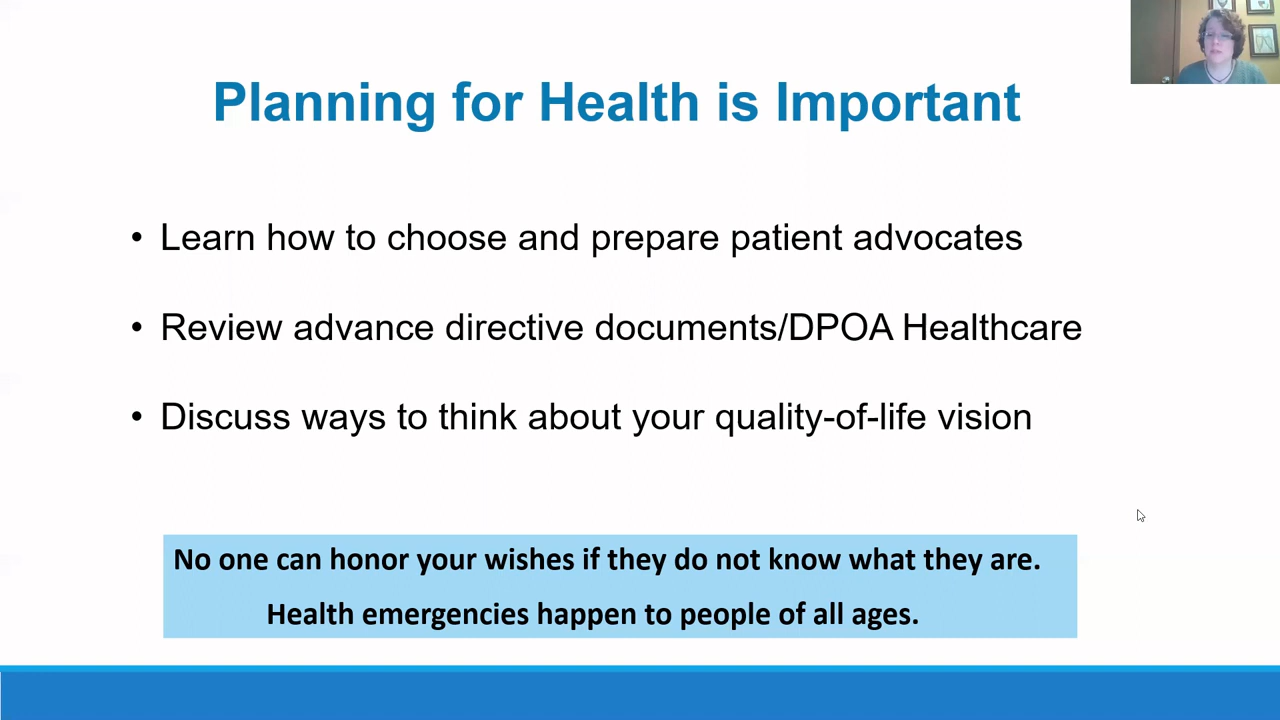 Planning for Health is Important
• Learn how to choose and prepare patient advocates
• Review advance directive documents/DPOA Healthcare
• Discuss ways to think about your quality-of-life vision
No one can honor your wishes if they do not know what they are.
Health emergencies happen to people of all ages.